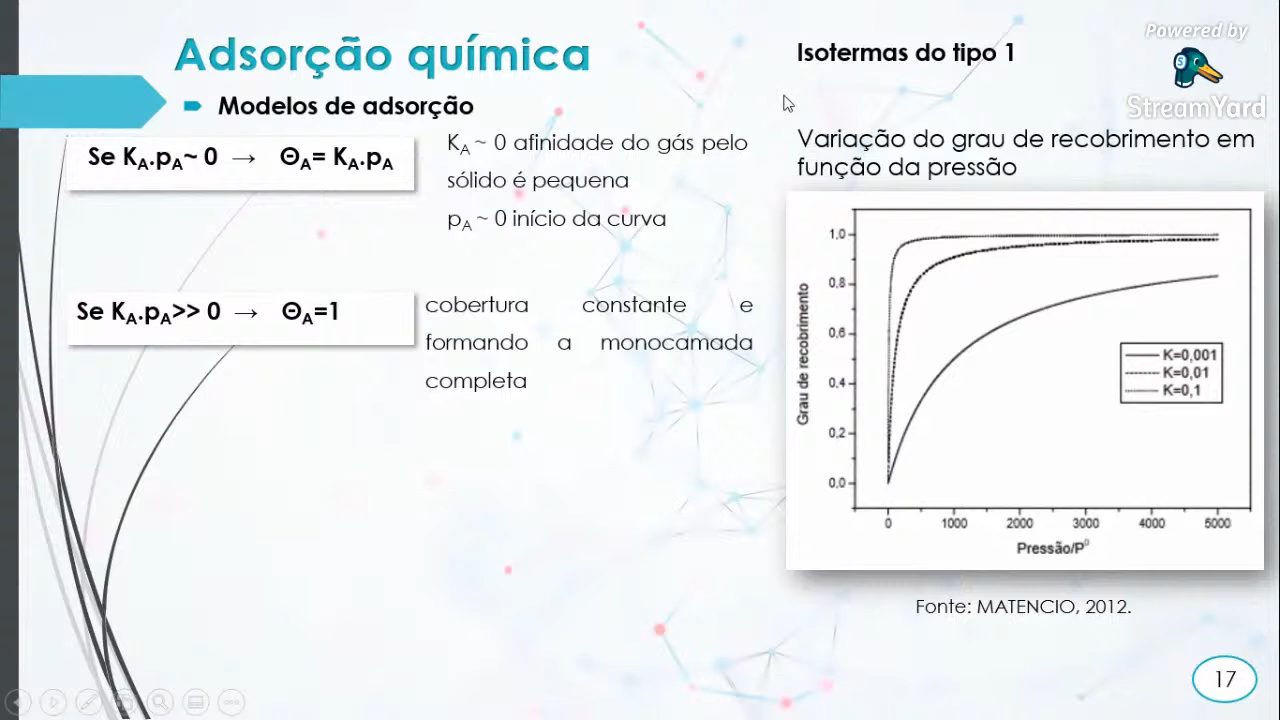 Adsorção química
Modelos de adsorção
Se KA.pA~ 0 → ΘA= KA.pA
KA ~ 0 afinidade do gás pelo
sólido é pequena
pA ~ 0 início da curva
Se KA.pA>> 0 → ΘA=1
cobertura constante e
formando a monocamada
completa
Isotermas do tipo 1
Powered by
StreamYard
Variação do grau de recobrimento em
função da pressão
Grau de recobrimento
1,0
0,8
0,6
0,4
0,2
0,0
K=0,001
K=0,01
K=0,1
0 1000 2000 3000 4000 5000
Pressão/P⁰
Fonte: MATENCIO, 2012.
17